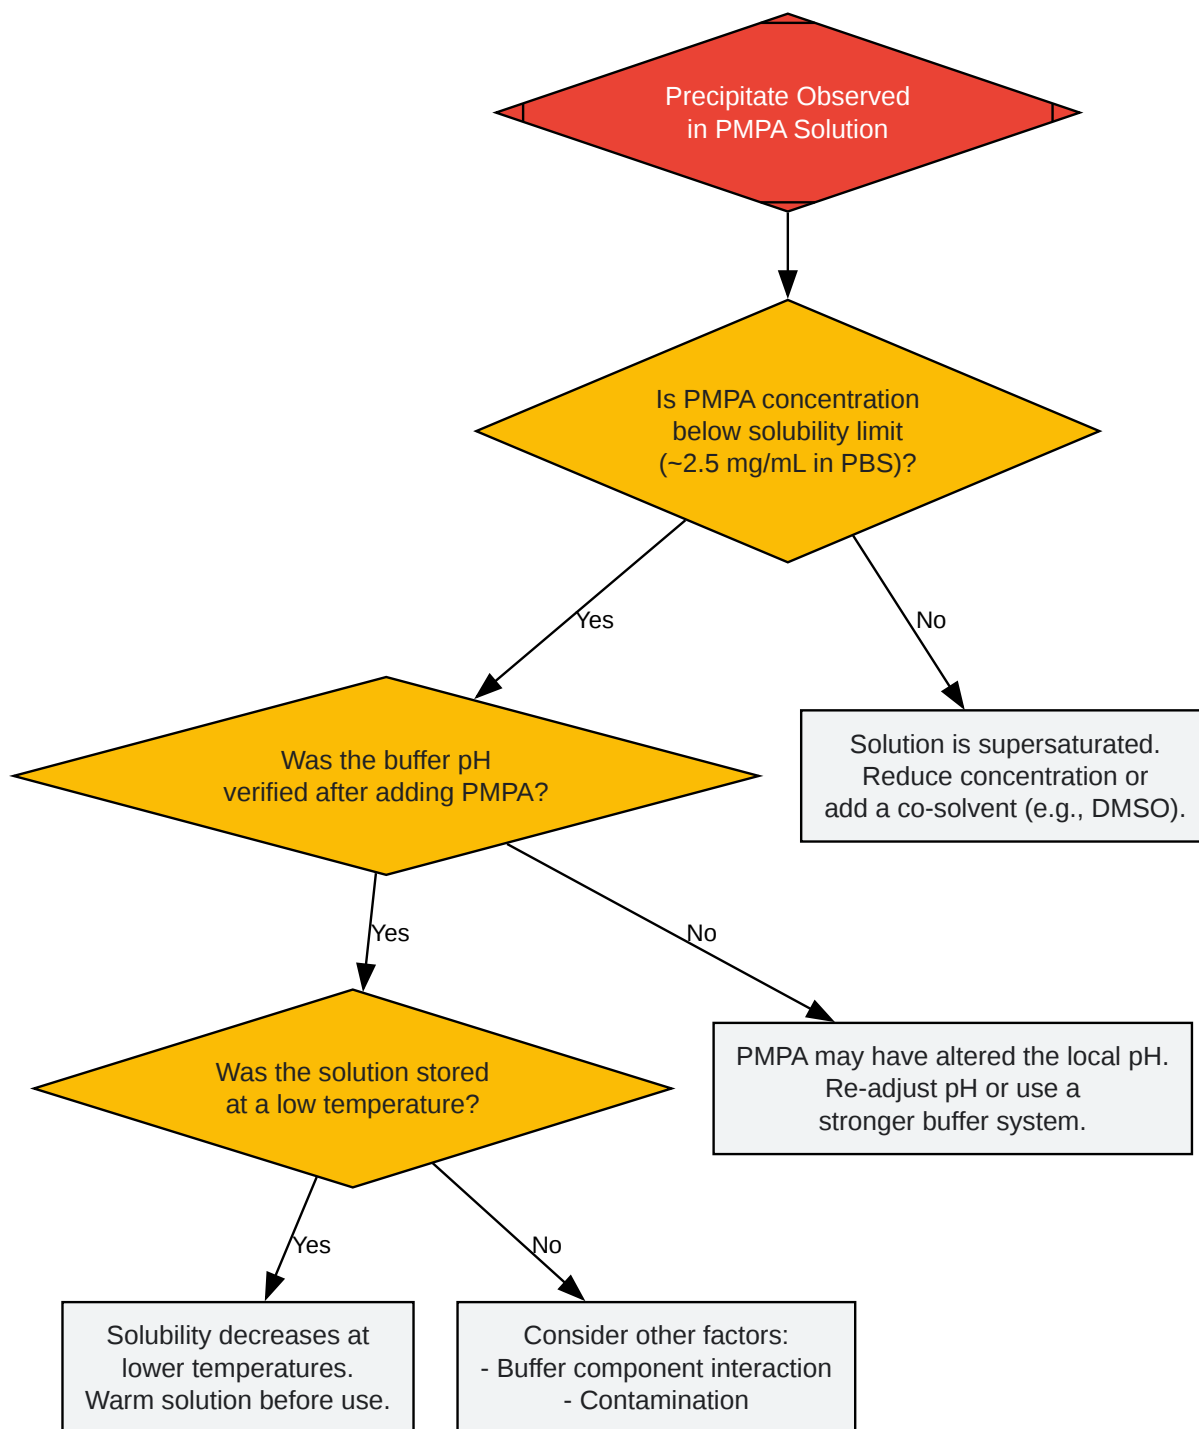 Precipitate Observed
in PMPA Solution
Is PMPA concentration
below solubility limit
(~2.5 mg/mL in PBS)?
Yes
No
Was the buffer pH
verified after adding PMPA?
Solution is supersaturated.
Reduce concentration or
add a co-solvent (e.g., DMSO).
Yes
No
Was the solution stored
at a low temperature?
PMPA may have altered the local pH.
Re-adjust pH or use a
stronger buffer system.
Yes
No
Solubility decreases at
lower temperatures.
Warm solution before use.
Consider other factors:
- Buffer component interaction
- Contamination